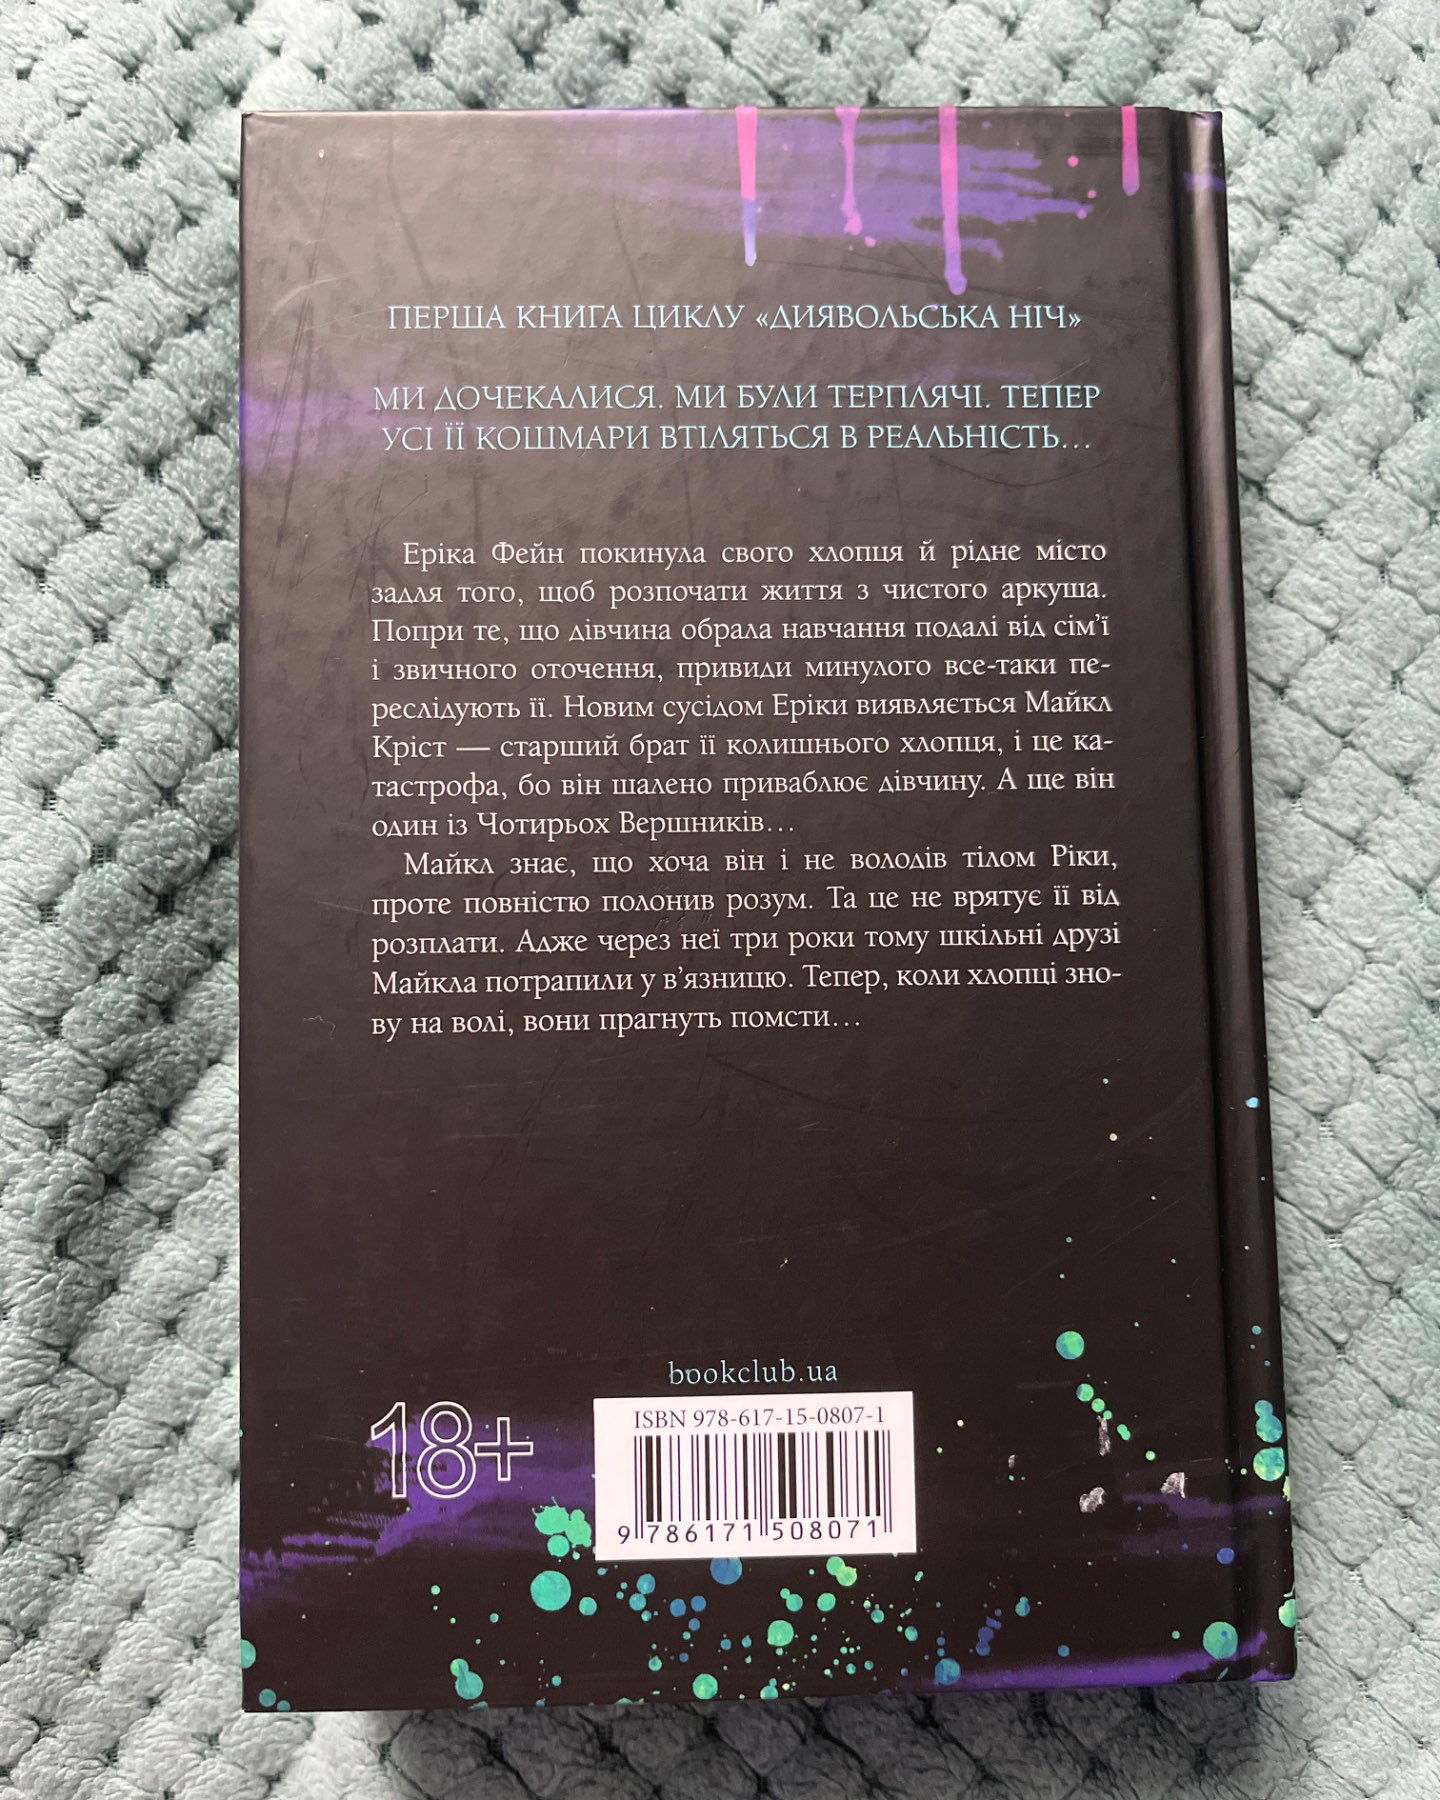 ПЕРША КНИГА ЦИКЛУ «ДИЯВОЛЬСЬКА НІЧ»
МИ ДОЧЕКАЛИСЯ. МИ БУЛИ ТЕРПЛЯЧІ. ТЕПЕР
УСІ ЇЇ КОШМАРИ ВТІЛЯТЬСЯ В РЕАЛЬНІСТЬ...
Еріка Фейн покинула свого хлопця й рідне місто
задля того, щоб розпочати життя з чистого аркуша.
Попри те, що дівчина обрала навчання подалі від сім’ї
і звичного оточення, привиди минулого все-таки пе-
реслідують її. Новим сусідом Еріки виявляється Майкл
Кріст — старший брат її колишнього хлопця, і це ка-
тастрофа, бо він шалено приваблює дівчину. А ще він
один із Чотирьох Вершників...
Майкл знає, що хоча він і не володів тілом Ріки,
проте повністю полонив розум. Та це не врятує її від
розплати. Адже через неї три роки тому шкільні друзі
Майкла потрапили у в’язницю. Тепер, коли хлопці зно-
ву на волі, вони прагнуть помсти...
bookclub.ua
18+
ISBN 978-617-15-0807-1
9 786171 508071